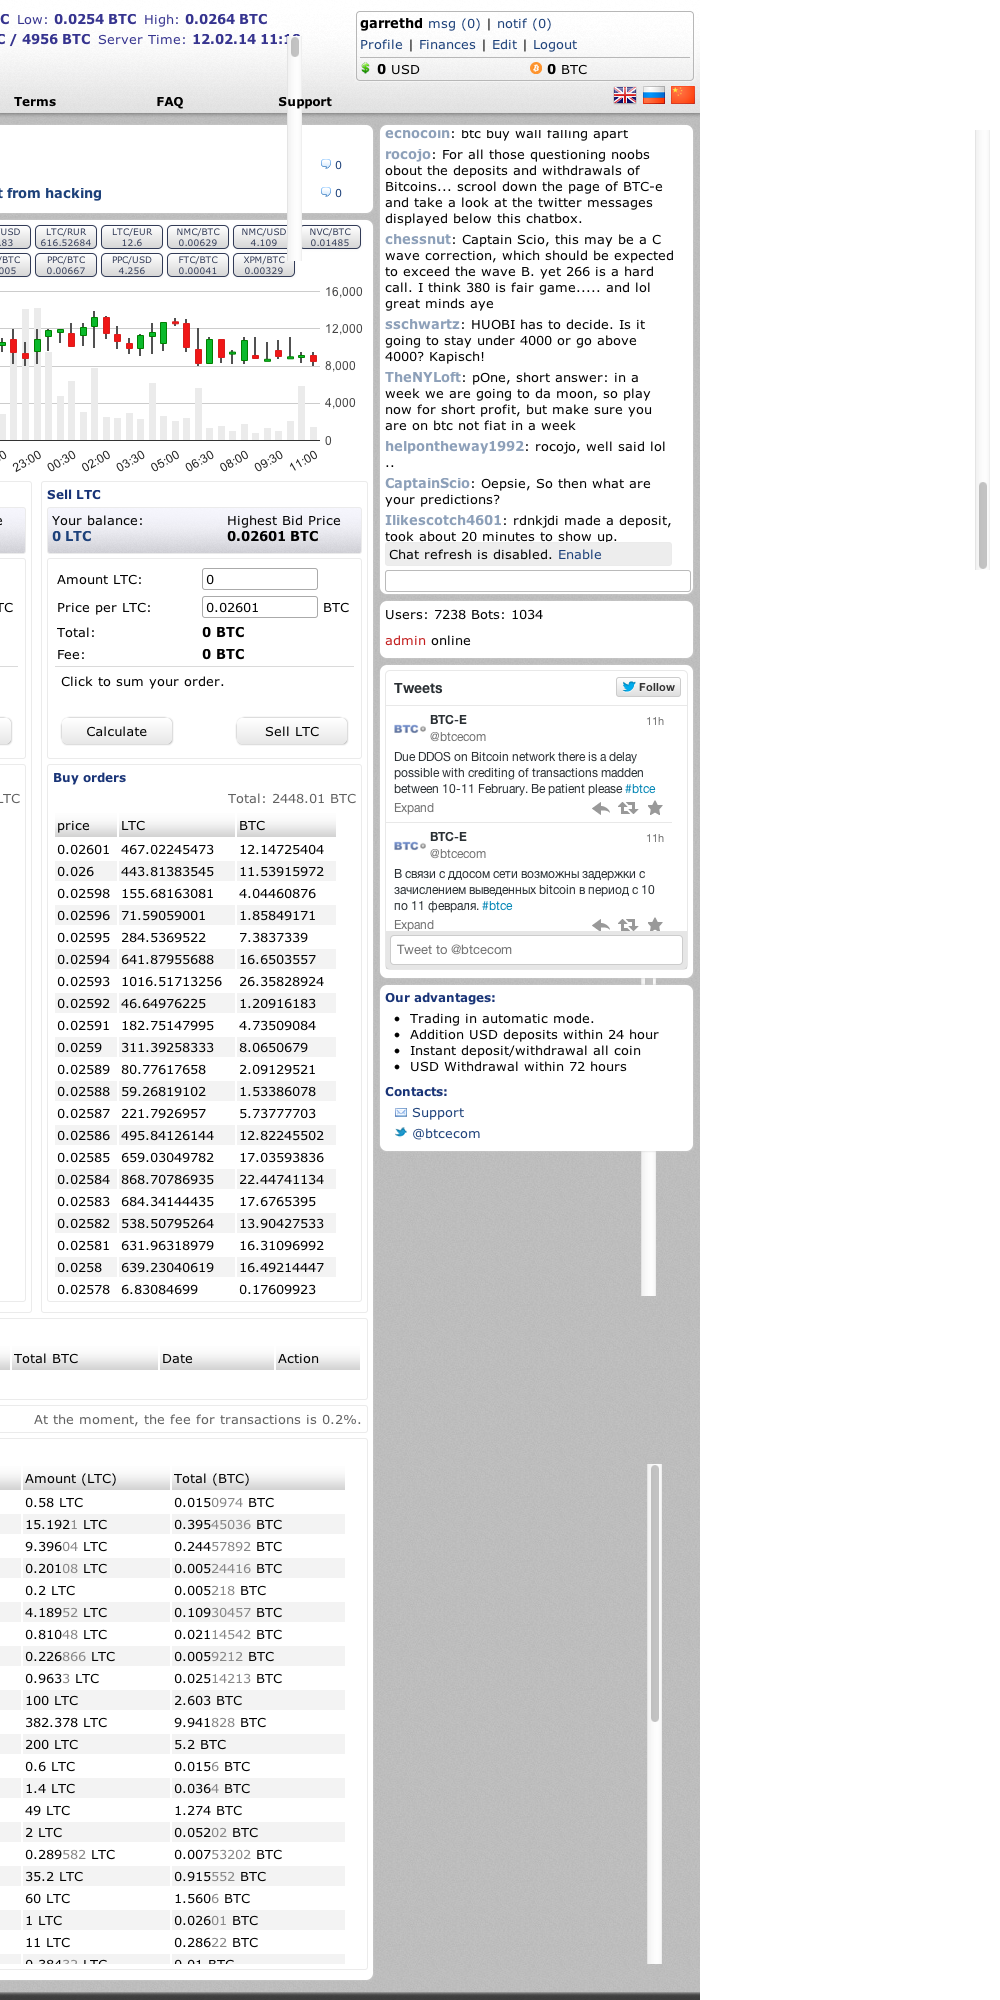 C Low: 0.0254 BTC High: 0.0264 BTC
C / 4956 BTC Server Time: 12.02.14
Terms FAQ Support
garrethd msg (0) | notif (0)
Profile | Finances | Edit | Logout
0 USD 0 BTC
0
t from hacking 0
USD LTC/RUR LTC/EUR NMC/BTC NMC/USD NVC/BTC
.83 616.52684 12.6 0.00629 4.109 0.01485
/BTC PPC/BTC PPC/USD FTC/BTC XPM/BTC
005 0.00667 4.256 0.00041 0.00329
16,000
12,000
8,000
4,000
0
23:00 00:30 02:00 03:30 05:00 06:30 08:00 09:30 11:00
echocoin: btc buy wall falling apart
rocojo: For all those questioning noobs
obout the deposits and withdrawals of
Bitcoins... scrool down the page of BTC-e
and take a look at the twitter messages
displayed below this chatbox.
chessnut: Captain Scio, this may be a C
wave correction, which should be expected
to exceed the wave B. yet 266 is a hard
call. I think 380 is fair game..... and lol
great minds aye
sschwartz: HUOBI has to decide. Is it
going to stay under 4000 or go above
4000? Kapisch!
TheNYLoft: pOne, short answer: in a
week we are going to da moon, so play
now for short profit, but make sure you
are on btc not fiat in a week
helpontheway1992: rocojo, well said lol
..
CaptainScio: Oepsie, So then what are
your predictions?
Ilikescotch4601: rdnkjdi made a deposit,
took about 20 minutes to show up.
Chat refresh is disabled. Enable
Users: 7238 Bots: 1034
admin online
Tweets Follow
BTC-E 11h
@btcecom
Due DDOS on Bitcoin network there is a delay
possible with crediting of transactions madden
between 10-11 February. Be patient please #btce
Expand
BTC-E 11h
@btcecom
В связи с ддосом сети возможны задержки с
зачислением выведенных bitcoin в период с 10
по 11 февраля. #btce
Expand
Tweet to @btcecom
Our advantages:
Trading in automatic mode.
Addition USD deposits within 24 hour
Instant deposit/withdrawal all coin
USD Withdrawal within 72 hours
Contacts:
Support
@btcecom
Sell LTC
Your balance: Highest Bid Price
0 LTC 0.02601 BTC
Amount LTC: 0
TC Price per LTC: 0.02601 BTC
Total: 0 BTC
Fee: 0 BTC
Click to sum your order.
Calculate Sell LTC
Buy orders
LTC Total: 2448.01 BTC
price LTC BTC
0.02601 467.02245473 12.14725404
0.026 443.81383545 11.53915972
0.02598 155.68163081 4.04460876
0.02596 71.59059001 1.85849171
0.02595 284.5369522 7.3837339
0.02594 641.87955688 16.6503557
0.02593 1016.51713256 26.35828924
0.02592 46.64976225 1.20916183
0.02591 182.75147995 4.73509084
0.0259 311.39258333 8.0650679
0.02589 80.77617658 2.09129521
0.02588 59.26819102 1.53386078
0.02587 221.7926957 5.73777703
0.02586 495.84126144 12.82245502
0.02585 659.03049782 17.03593836
0.02584 868.70786935 22.44741134
0.02583 684.34144435 17.6765395
0.02582 538.50795264 13.90427533
0.02581 631.96318979 16.31096992
0.0258 639.23040619 16.49214447
0.02578 6.83084699 0.17609923
Total BTC Date Action
At the moment, the fee for transactions is 0.2%.
Amount (LTC) Total (BTC)
0.58 LTC 0.0150974 BTC
15.1921 LTC 0.39545036 BTC
9.39604 LTC 0.24457892 BTC
0.20108 LTC 0.00524416 BTC
0.2 LTC 0.005218 BTC
4.18952 LTC 0.10930457 BTC
0.81048 LTC 0.02114542 BTC
0.226866 LTC 0.0059212 BTC
0.9633 LTC 0.02514213 BTC
100 LTC 2.603 BTC
382.378 LTC 9.941828 BTC
200 LTC 5.2 BTC
0.6 LTC 0.0156 BTC
1.4 LTC 0.0364 BTC
49 LTC 1.274 BTC
2 LTC 0.05202 BTC
0.289582 LTC 0.00753202 BTC
35.2 LTC 0.915552 BTC
60 LTC 1.5606 BTC
1 LTC 0.02601 BTC
11 LTC 0.28622 BTC
0.38432 LTC 0.01 BTC